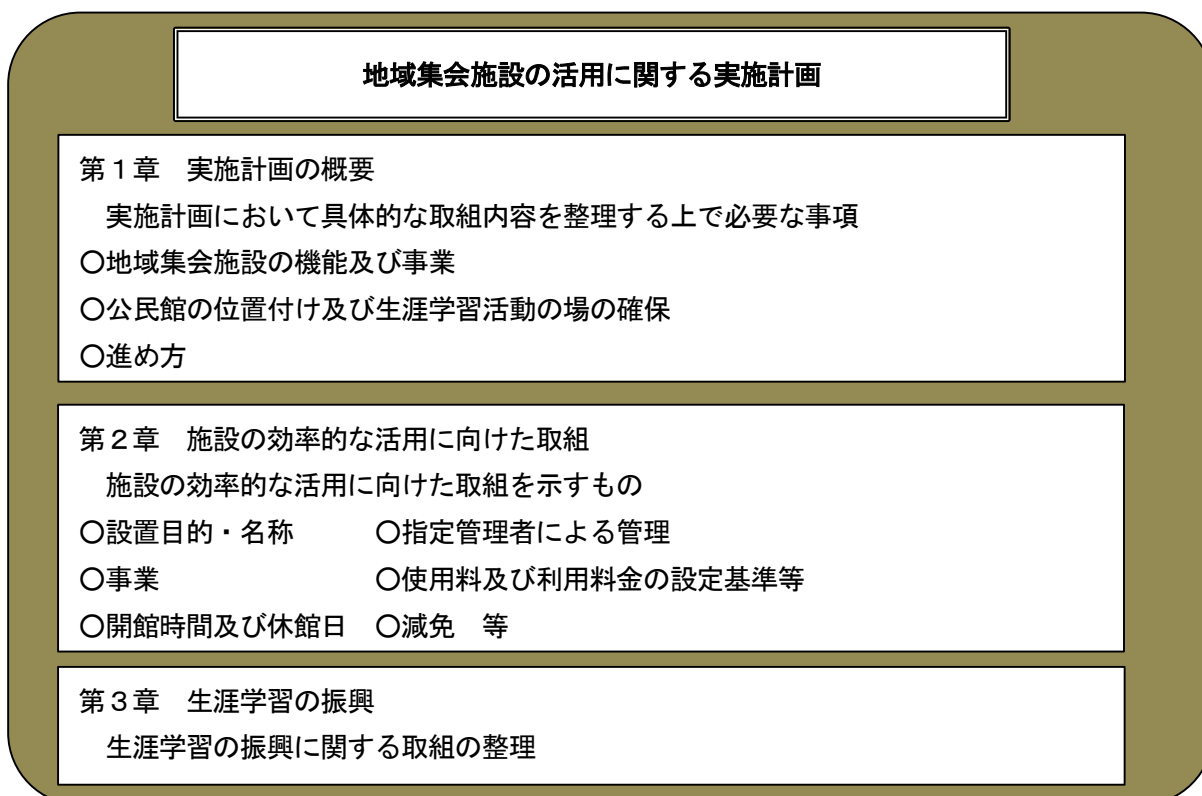 地域集会施設の活用に関する実施計画
第１章　実施計画の概要
実施計画において具体的な取組内容を整理する上で必要な事項
〇地域集会施設の機能及び事業
〇公民館の位置付け及び生涯学習活動の場の確保
〇進め方
第２章　施設の効率的な活用に向けた取組
施設の効率的な活用に向けた取組を示すもの
〇設置目的・名称　　　〇指定管理者による管理
〇事業　　　　　　　　〇使用料及び利用料金の設定基準等
〇開館時間及び休館日　〇減免　等
第３章　生涯学習の振興
生涯学習の振興に関する取組の整理